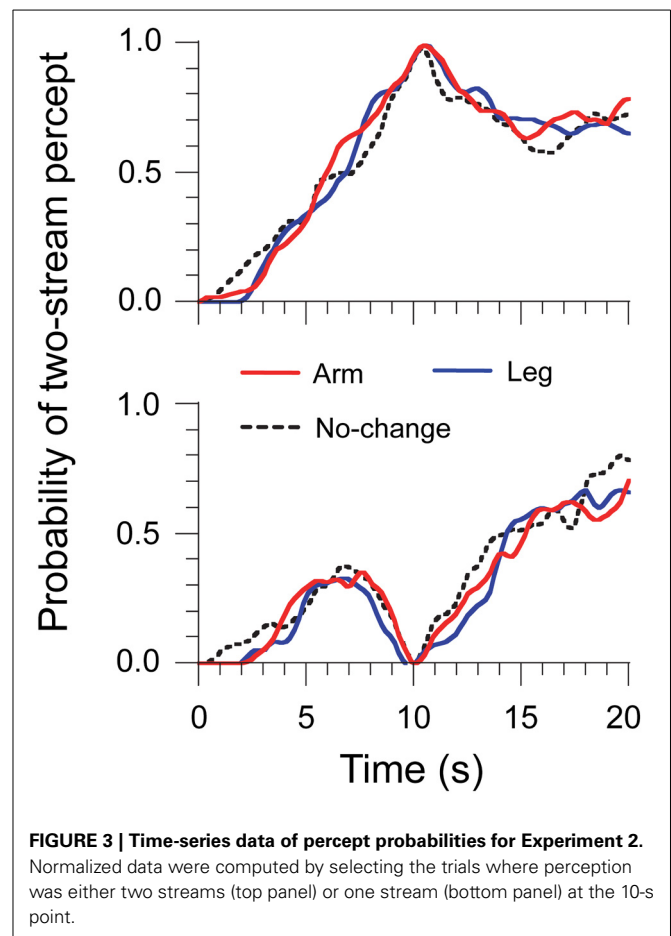 Probability of two-stream percept
1.0
0.5
0.0
Arm
Leg
No-change
1.0
0.5
0.0
0 5 10 15 20
Time (s)
FIGURE 3 | Time-series data of percept probabilities for Experiment 2.
Normalized data were computed by selecting the trials where perception
was either two streams (top panel) or one stream (bottom panel) at the 10-s
point.